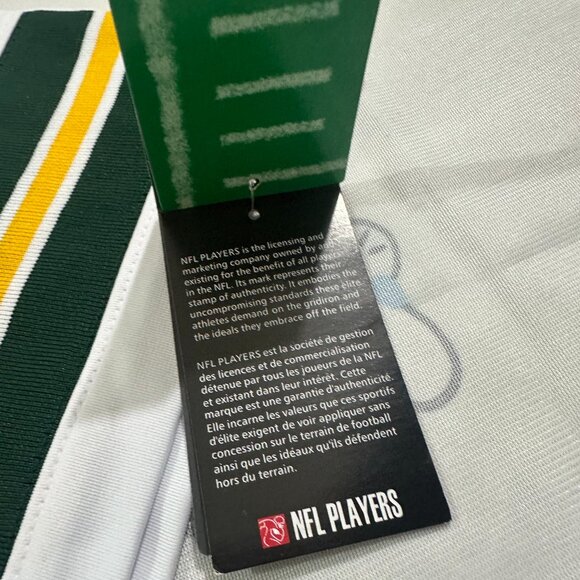 NFL PLAYERS is the licensing and
marketing company owned by and
existing for the benefit of all players
in the NFL. Its mark represents their
stamp of authenticity. It embodies the
uncompromising standards these elite
athletes demand on the gridiron and
the ideals they embrace off the field.
NFL PLAYERS est la société de gestion
des licences et de commercialisation
détenue par tous les joueurs de la NFL
et existant dans leur intérêt. Cette
marque est une garantie d'authenticité.
Elle incarne les valeurs que ces sportifs
d'élite exigent de voir appliquer sans
concession sur le terrain de football
ainsi que les idéaux qu'ils défendent
hors du terrain.
NFL PLAYERS